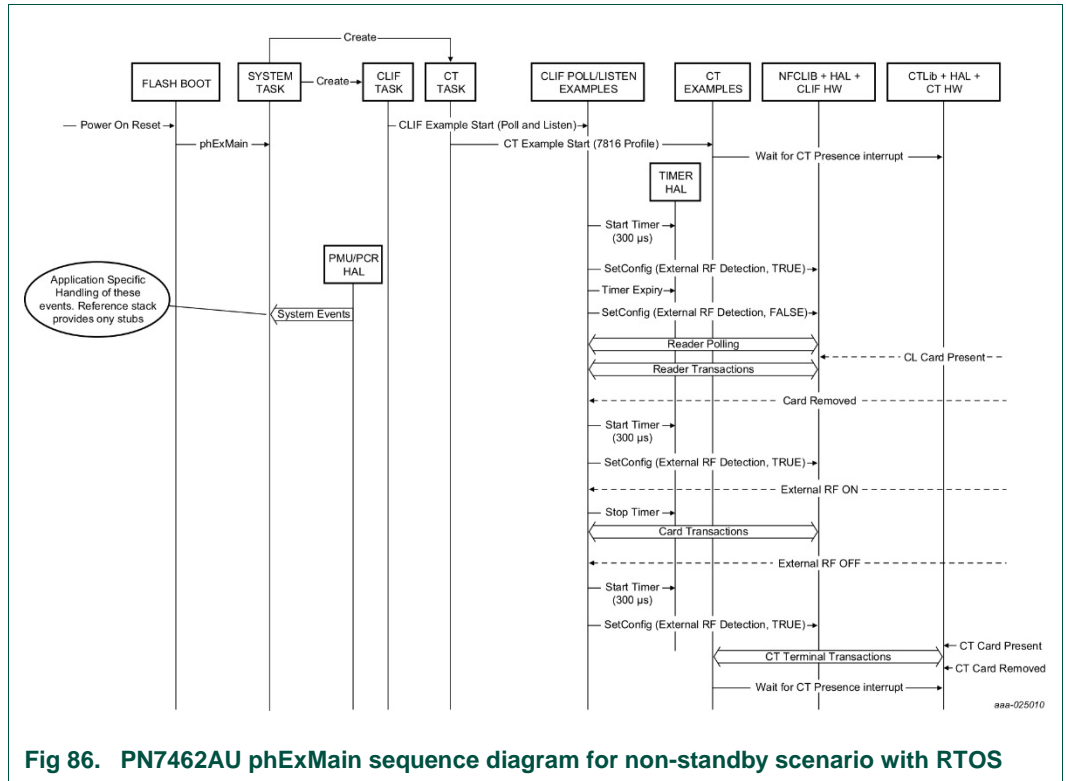 Create
FLASH BOOT
SYSTEM
TASK
Create
CLIF
TASK
CT
TASK
CLIF POLL/LISTEN
EXAMPLES
CT
EXAMPLES
NFCLIB + HAL +
CLIF HW
CTLib + HAL +
CT HW
Power On Reset
CLIF Example Start (Poll and Listen)
phExMain
CT Example Start (7816 Profile)
Wait for CT Presence interrupt
TIMER
HAL
Start Timer
(300 µs)
PMU/PCR
HAL
SetConfig (External RF Detection, TRUE)
Application Specific
Handling of these
events. Reference stack
provides ony stubs
Timer Expiry
System Events
SetConfig (External RF Detection, FALSE)
Reader Polling
CL Card Present
Reader Transactions
Card Removed
Start Timer
(300 µs)
SetConfig (External RF Detection, TRUE)
External RF ON
Stop Timer
Card Transactions
External RF OFF
Start Timer
(300 µs)
SetConfig (External RF Detection, TRUE)
CT Card Present
CT Terminal Transactions
CT Card Removed
Wait for CT Presence interrupt
aaa-025010
Fig 86. PN7462AU phExMain sequence diagram for non-standby scenario with RTOS